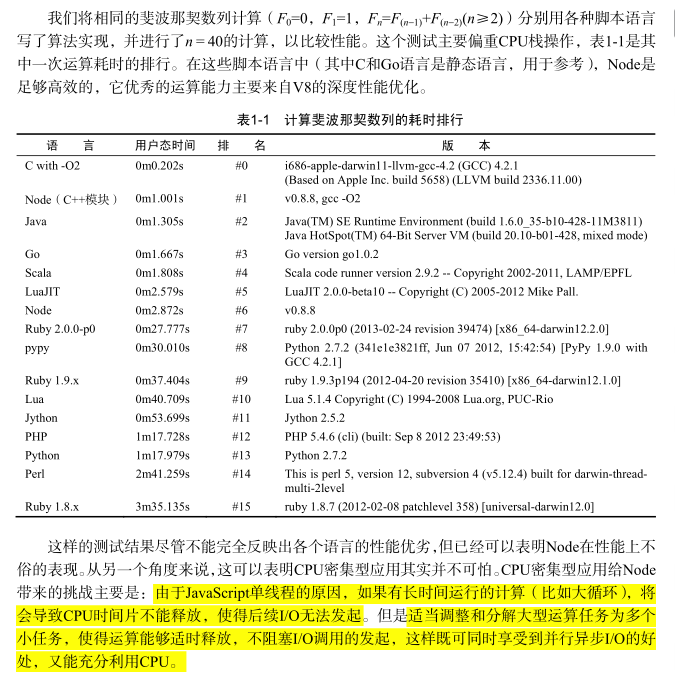 我们将相同的斐波那契数列计算（F0=0，F1=1，Fn=F(n−1)+F(n−2)(n≥2)）分别用各种脚本语言
写了算法实现，并进行了n = 40的计算，以比较性能。这个测试主要偏重CPU栈操作，表1-1是其
中一次运算耗时的排行。在这些脚本语言中（其中C和Go语言是静态语言，用于参考），Node是
足够高效的，它优秀的运算能力主要来自V8的深度性能优化。
表1-1 计算斐波那契数列的耗时排行
语 言 用户态时间 排 名 版 本
C with -O2 0m0.202s #0 i686-apple-darwin11-llvm-gcc-4.2 (GCC) 4.2.1
(Based on Apple Inc. build 5658) (LLVM build 2336.11.00)
Node（C++模块） 0m1.001s #1 v0.8.8, gcc -O2
Java 0m1.305s #2 Java(TM) SE Runtime Environment (build 1.6.0_35-b10-428-11M3811)
Java HotSpot(TM) 64-Bit Server VM (build 20.10-b01-428, mixed mode)
Go 0m1.667s #3 Go version go1.0.2
Scala 0m1.808s #4 Scala code runner version 2.9.2 -- Copyright 2002-2011, LAMP/EPFL
LuaJIT 0m2.579s #5 LuaJIT 2.0.0-beta10 -- Copyright (C) 2005-2012 Mike Pall.
Node 0m2.872s #6 v0.8.8
Ruby 2.0.0-p0 0m27.777s #7 ruby 2.0.0p0 (2013-02-24 revision 39474) [x86_64-darwin12.2.0]
pypy 0m30.010s #8 Python 2.7.2 (341e1e3821ff, Jun 07 2012, 15:42:54) [PyPy 1.9.0 with
GCC 4.2.1]
Ruby 1.9.x 0m37.404s #9 ruby 1.9.3p194 (2012-04-20 revision 35410) [x86_64-darwin12.1.0]
Lua 0m40.709s #10 Lua 5.1.4 Copyright (C) 1994-2008 Lua.org, PUC-Rio
Jython 0m53.699s #11 Jython 2.5.2
PHP 1m17.728s #12 PHP 5.4.6 (cli) (built: Sep 8 2012 23:49:53)
Python 1m17.979s #13 Python 2.7.2
Perl 2m41.259s #14 This is perl 5, version 12, subversion 4 (v5.12.4) built for darwin-thread-
multi-2level
Ruby 1.8.x 3m35.135s #15 ruby 1.8.7 (2012-02-08 patchlevel 358) [universal-darwin12.0]
这样的测试结果尽管不能完全反映出各个语言的性能优劣，但已经可以表明Node在性能上不
俗的表现。从另一个角度来说，这可以表明CPU密集型应用其实并不可怕。CPU密集型应用给Node
带来的挑战主要是：由于JavaScript单线程的原因，如果有长时间运行的计算（比如大循环），将
会导致CPU时间片不能释放，使得后续I/O无法发起。但是适当调整和分解大型运算任务为多个
小任务，使得运算能够适时释放，不阻塞I/O调用的发起，这样既可同时享受到并行异步I/O的好
处，又能充分利用CPU。